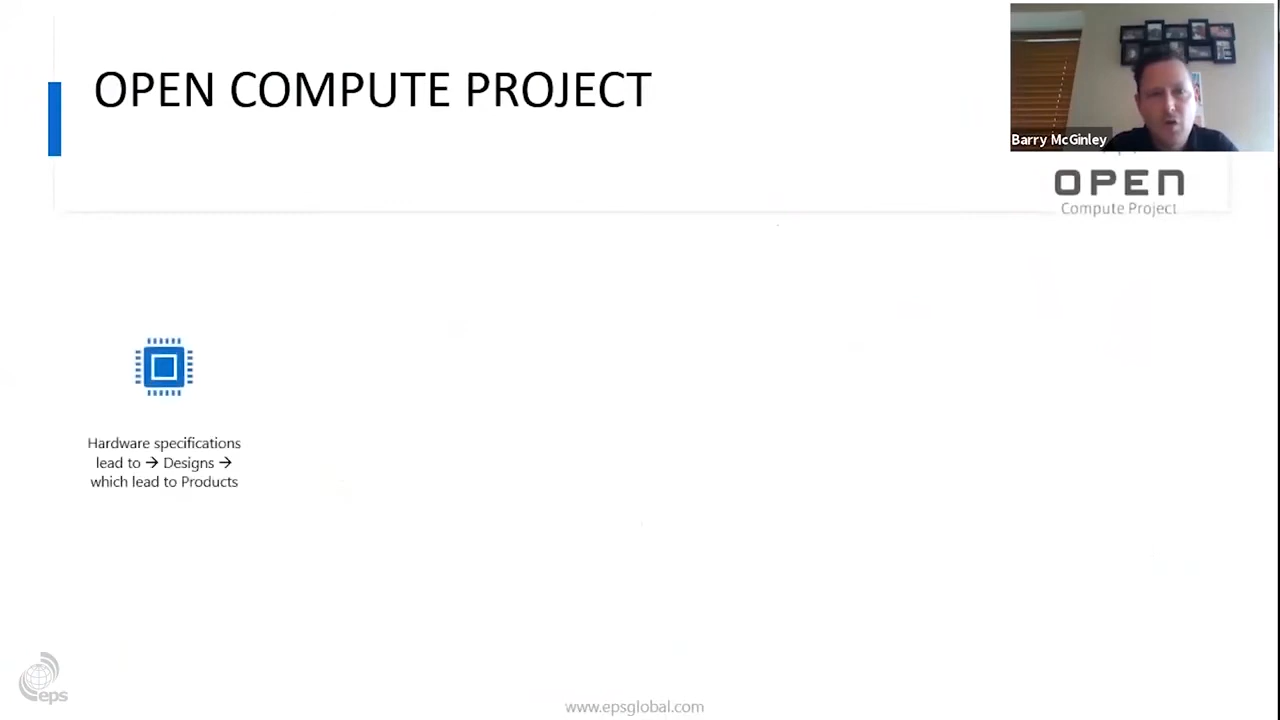 OPEN COMPUTE PROJECT
Barry McGinley
OPEN
Compute Project
Hardware specifications
lead to → Designs →
which lead to Products
eps
www.epsglobal.com